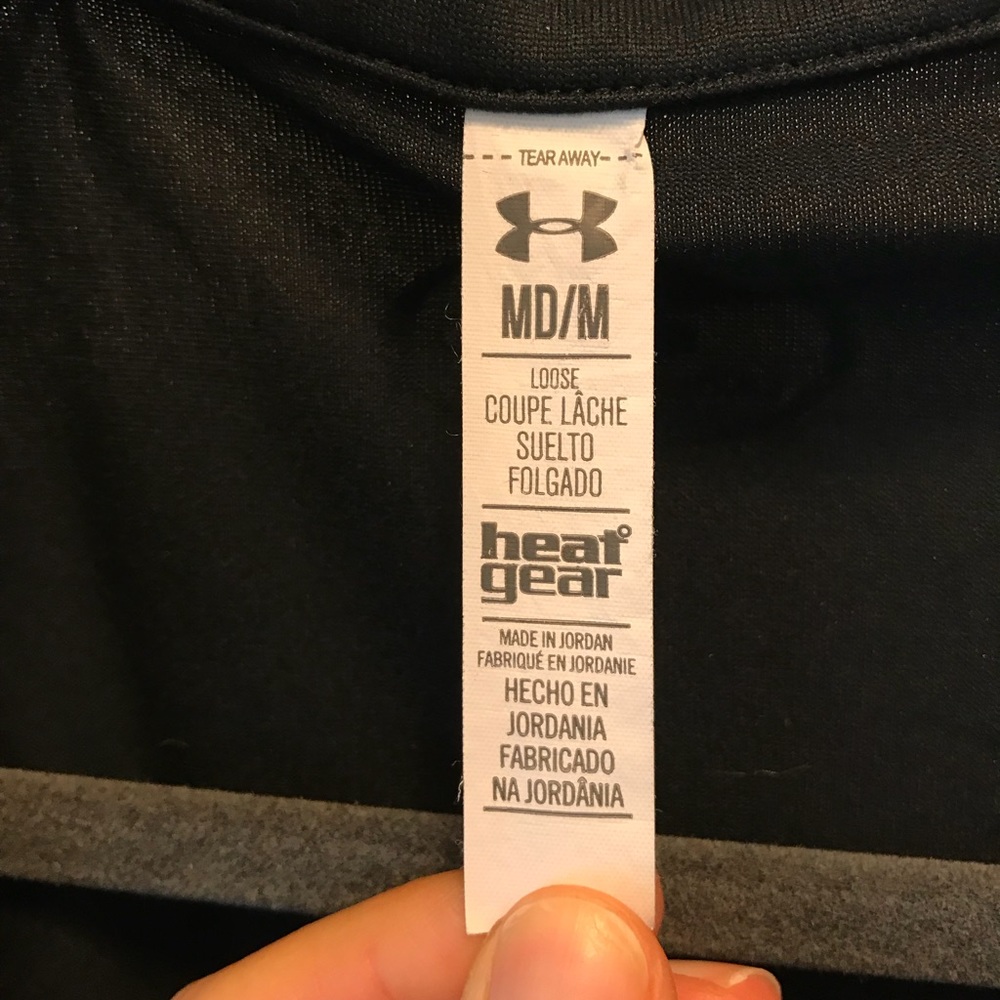 TEAR AWAY
MD/M
LOOSE
COUPE LÂCHE
SUELTO
FOLGADO
heat
gear
MADE IN JORDAN
FABRIQUÉ EN JORDANIE
HECHO EN
JORDANIA
FABRICADO
NA JORDÂNIA